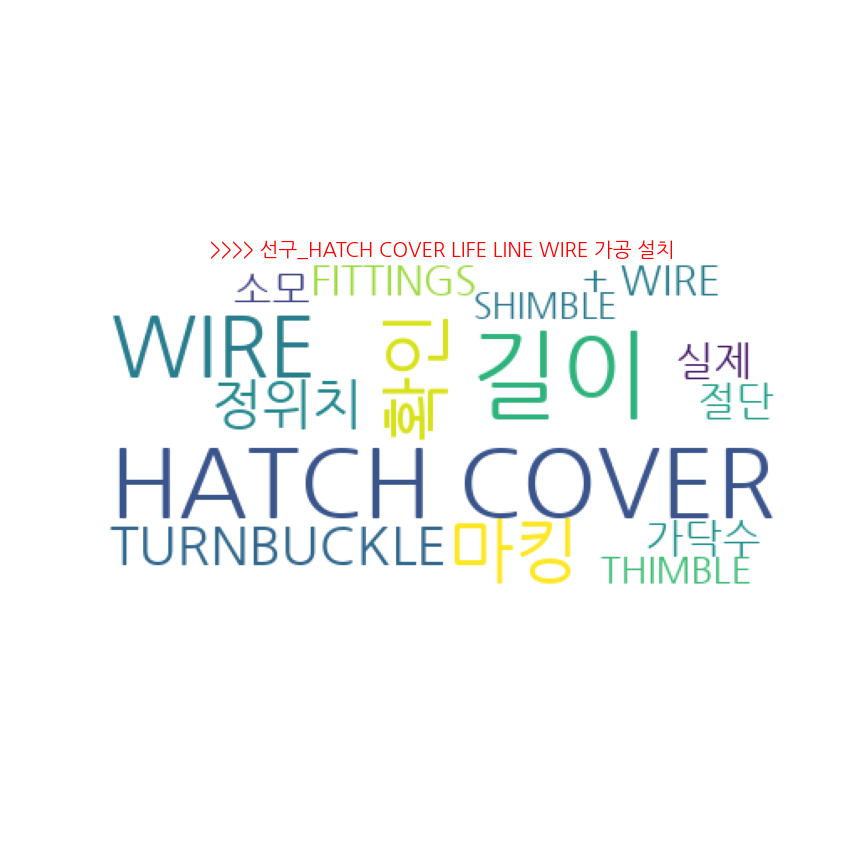 >>>> 선구_HATCH COVER LIFE LINE WIRE 가공 설치
소모 FITTINGS + WIRE
SHIMBLE
WIRE 확인 길이 실제
정위치 절단
HATCH COVER
TURNBUCKLE 마킹 가닥수
THIMBLE